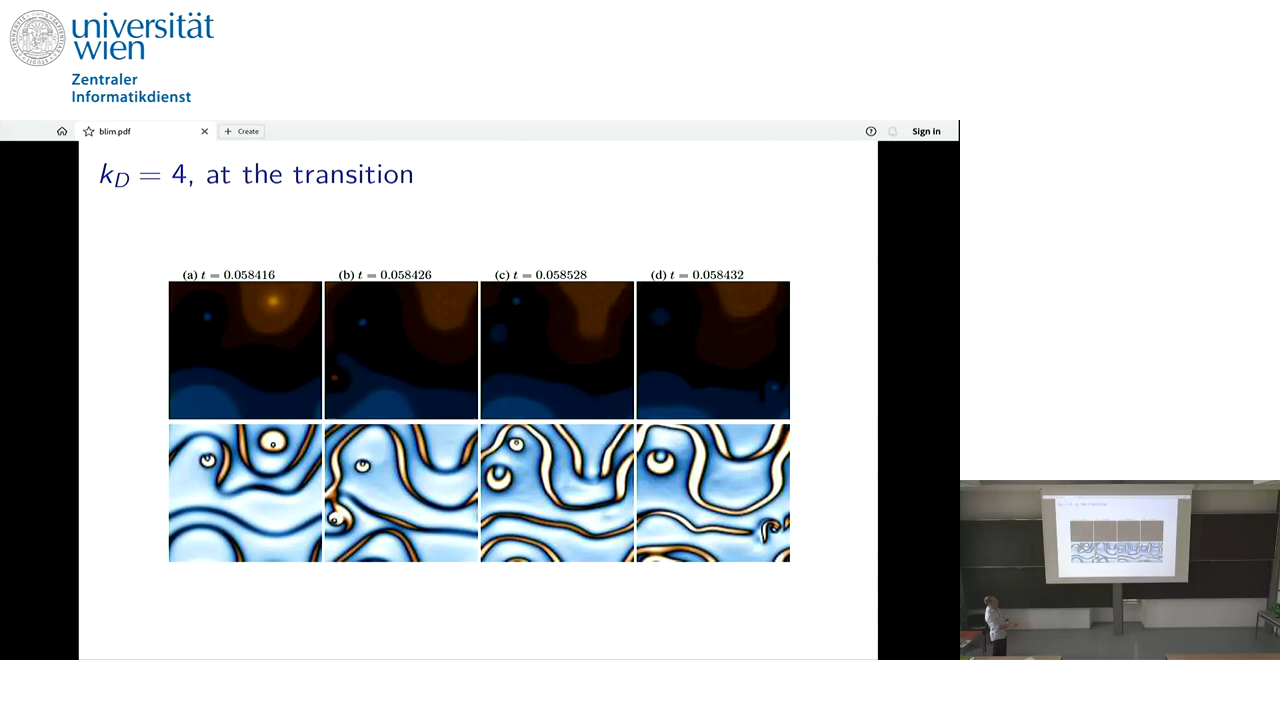 universität
wien
Zentraler
Informatikdienst
blim.pdf
Create
Sign in
k_D = 4, at the transition
(a) t = 0.058416
(b) t = 0.058426
(c) t = 0.058528
(d) t = 0.058432